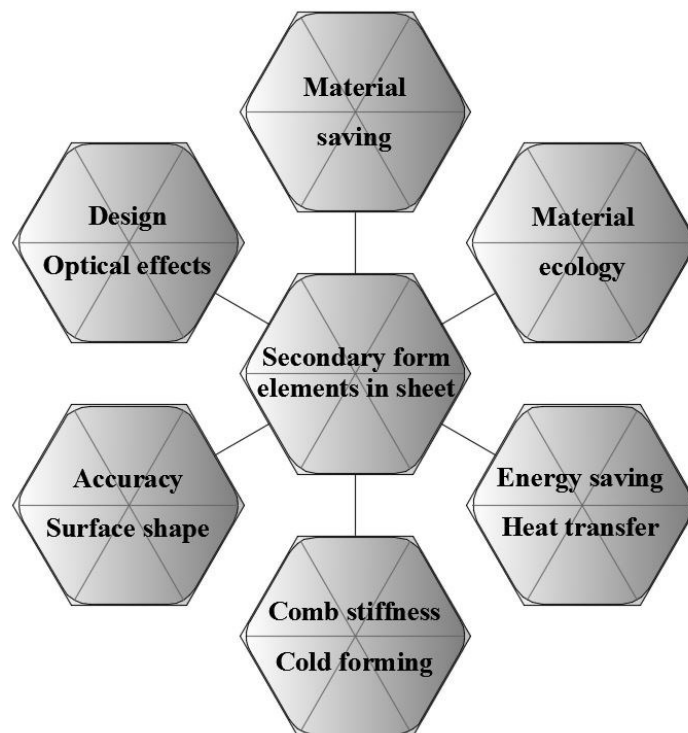 Material
saving
Design
Optical effects
Material
ecology
Secondary form
elements in sheet
Accuracy
Surface shape
Energy saving
Heat transfer
Comb stiffness
Cold forming